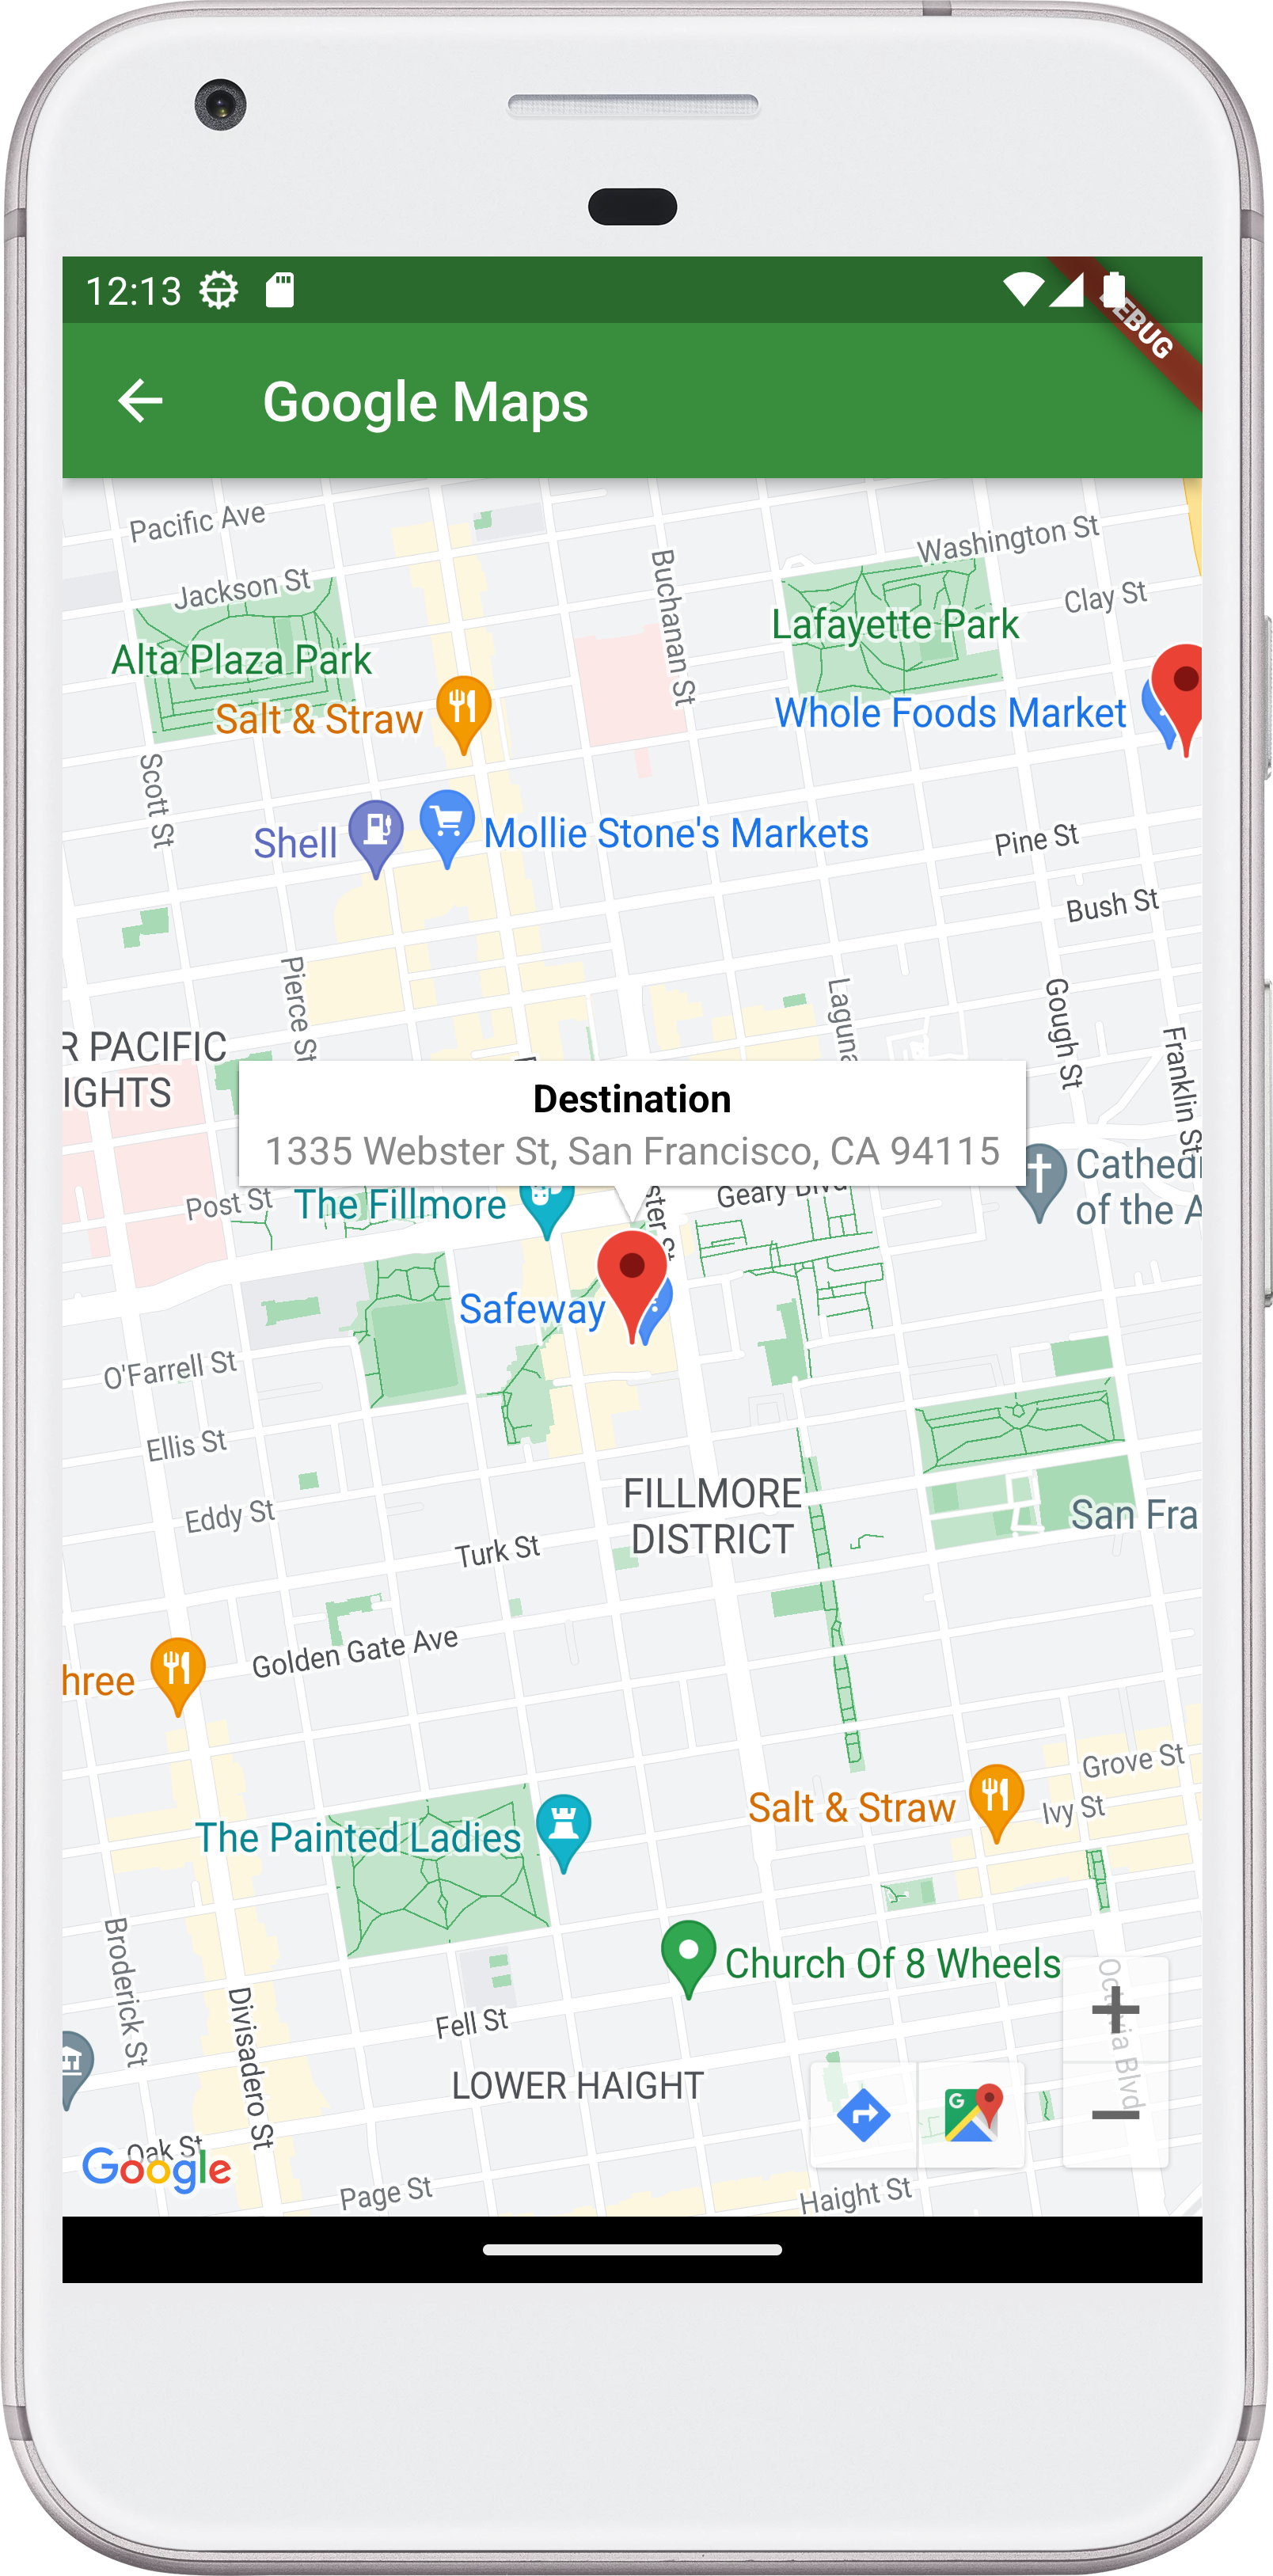 12:13
DEBUG
Google Maps
Pacific Ave
Washington St
Jackson St
Buchanan St
Clay St
Lafayette Park
Alta Plaza Park
Salt & Straw
Whole Foods Market
Scott St
Shell
Mollie Stone's Markets
Pine St
Bush St
Pierce St
Laguna
Gough St
Franklin St
R PACIFIC
IGHTS
Destination
1335 Webster St, San Francisco, CA 94115
Cathedr
of the A
Post St
The Fillmore
ster St
Geary Blvd
Safeway
O'Farrell St
Ellis St
Eddy St
FILLMORE
DISTRICT
San Fra
Turk St
Golden Gate Ave
hree
Grove St
Salt & Straw
Ivy St
The Painted Ladies
Broderick St
Church Of 8 Wheels
Divisadero St
Fell St
Octavia Blvd
LOWER HAIGHT
G
Oak St
Google
Page St
Haight St